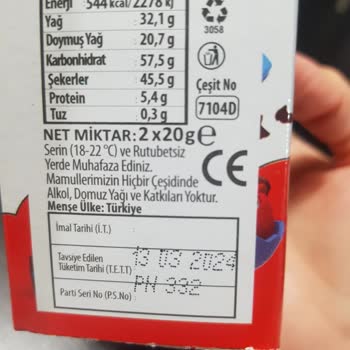 Enerji 544 kcal/2278 kj
Yağ 32,1 g
Doymuş Yağ 20,7 g
Karbonhidrat 57,5 g
Şekerler 45,5 g
Protein 5,4 g
Tuz 0,3 g
3058
Çeşit No
7104D
NET MİKTAR: 2 x 20g e
Serin (18-22 °C) ve Rutubetsiz
Yerde Muhafaza Ediniz.
Mamullerimizin Hiçbir Çeşidinde
Alkol, Domuz Yağı ve Katkıları Yoktur.
Menşe Ülke: Türkiye
CE
İmal Tarihi (İ.T.)
Tavsiye Edilen
Tüketim Tarihi (T.E.T.T) 13 03 2024
Parti Seri No (P.S.No) PN 332